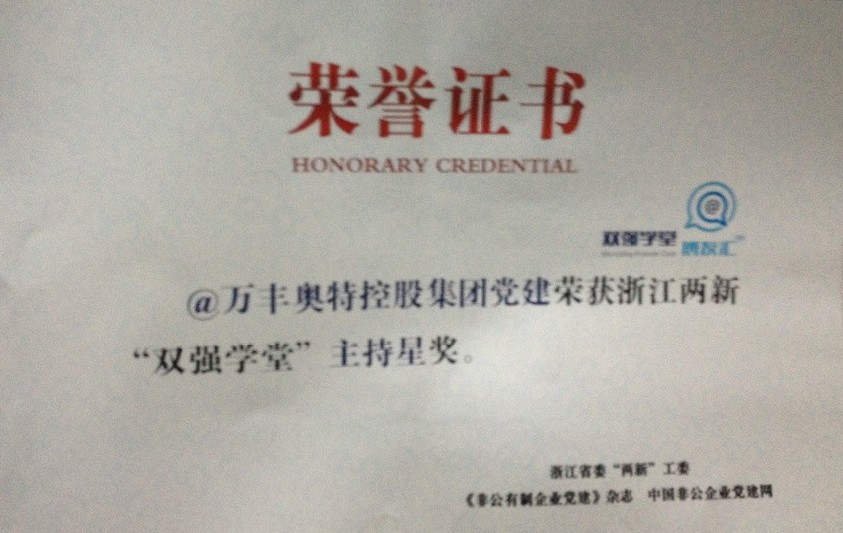 荣誉证书
HONORARY CREDENTIAL
@
双强学堂
博友汇
@万丰奥特控股集团党建荣获浙江两新
“双强学堂”主持星奖。
浙江省委“两新”工委
《非公有制企业党建》杂志 中国非公企业党建网